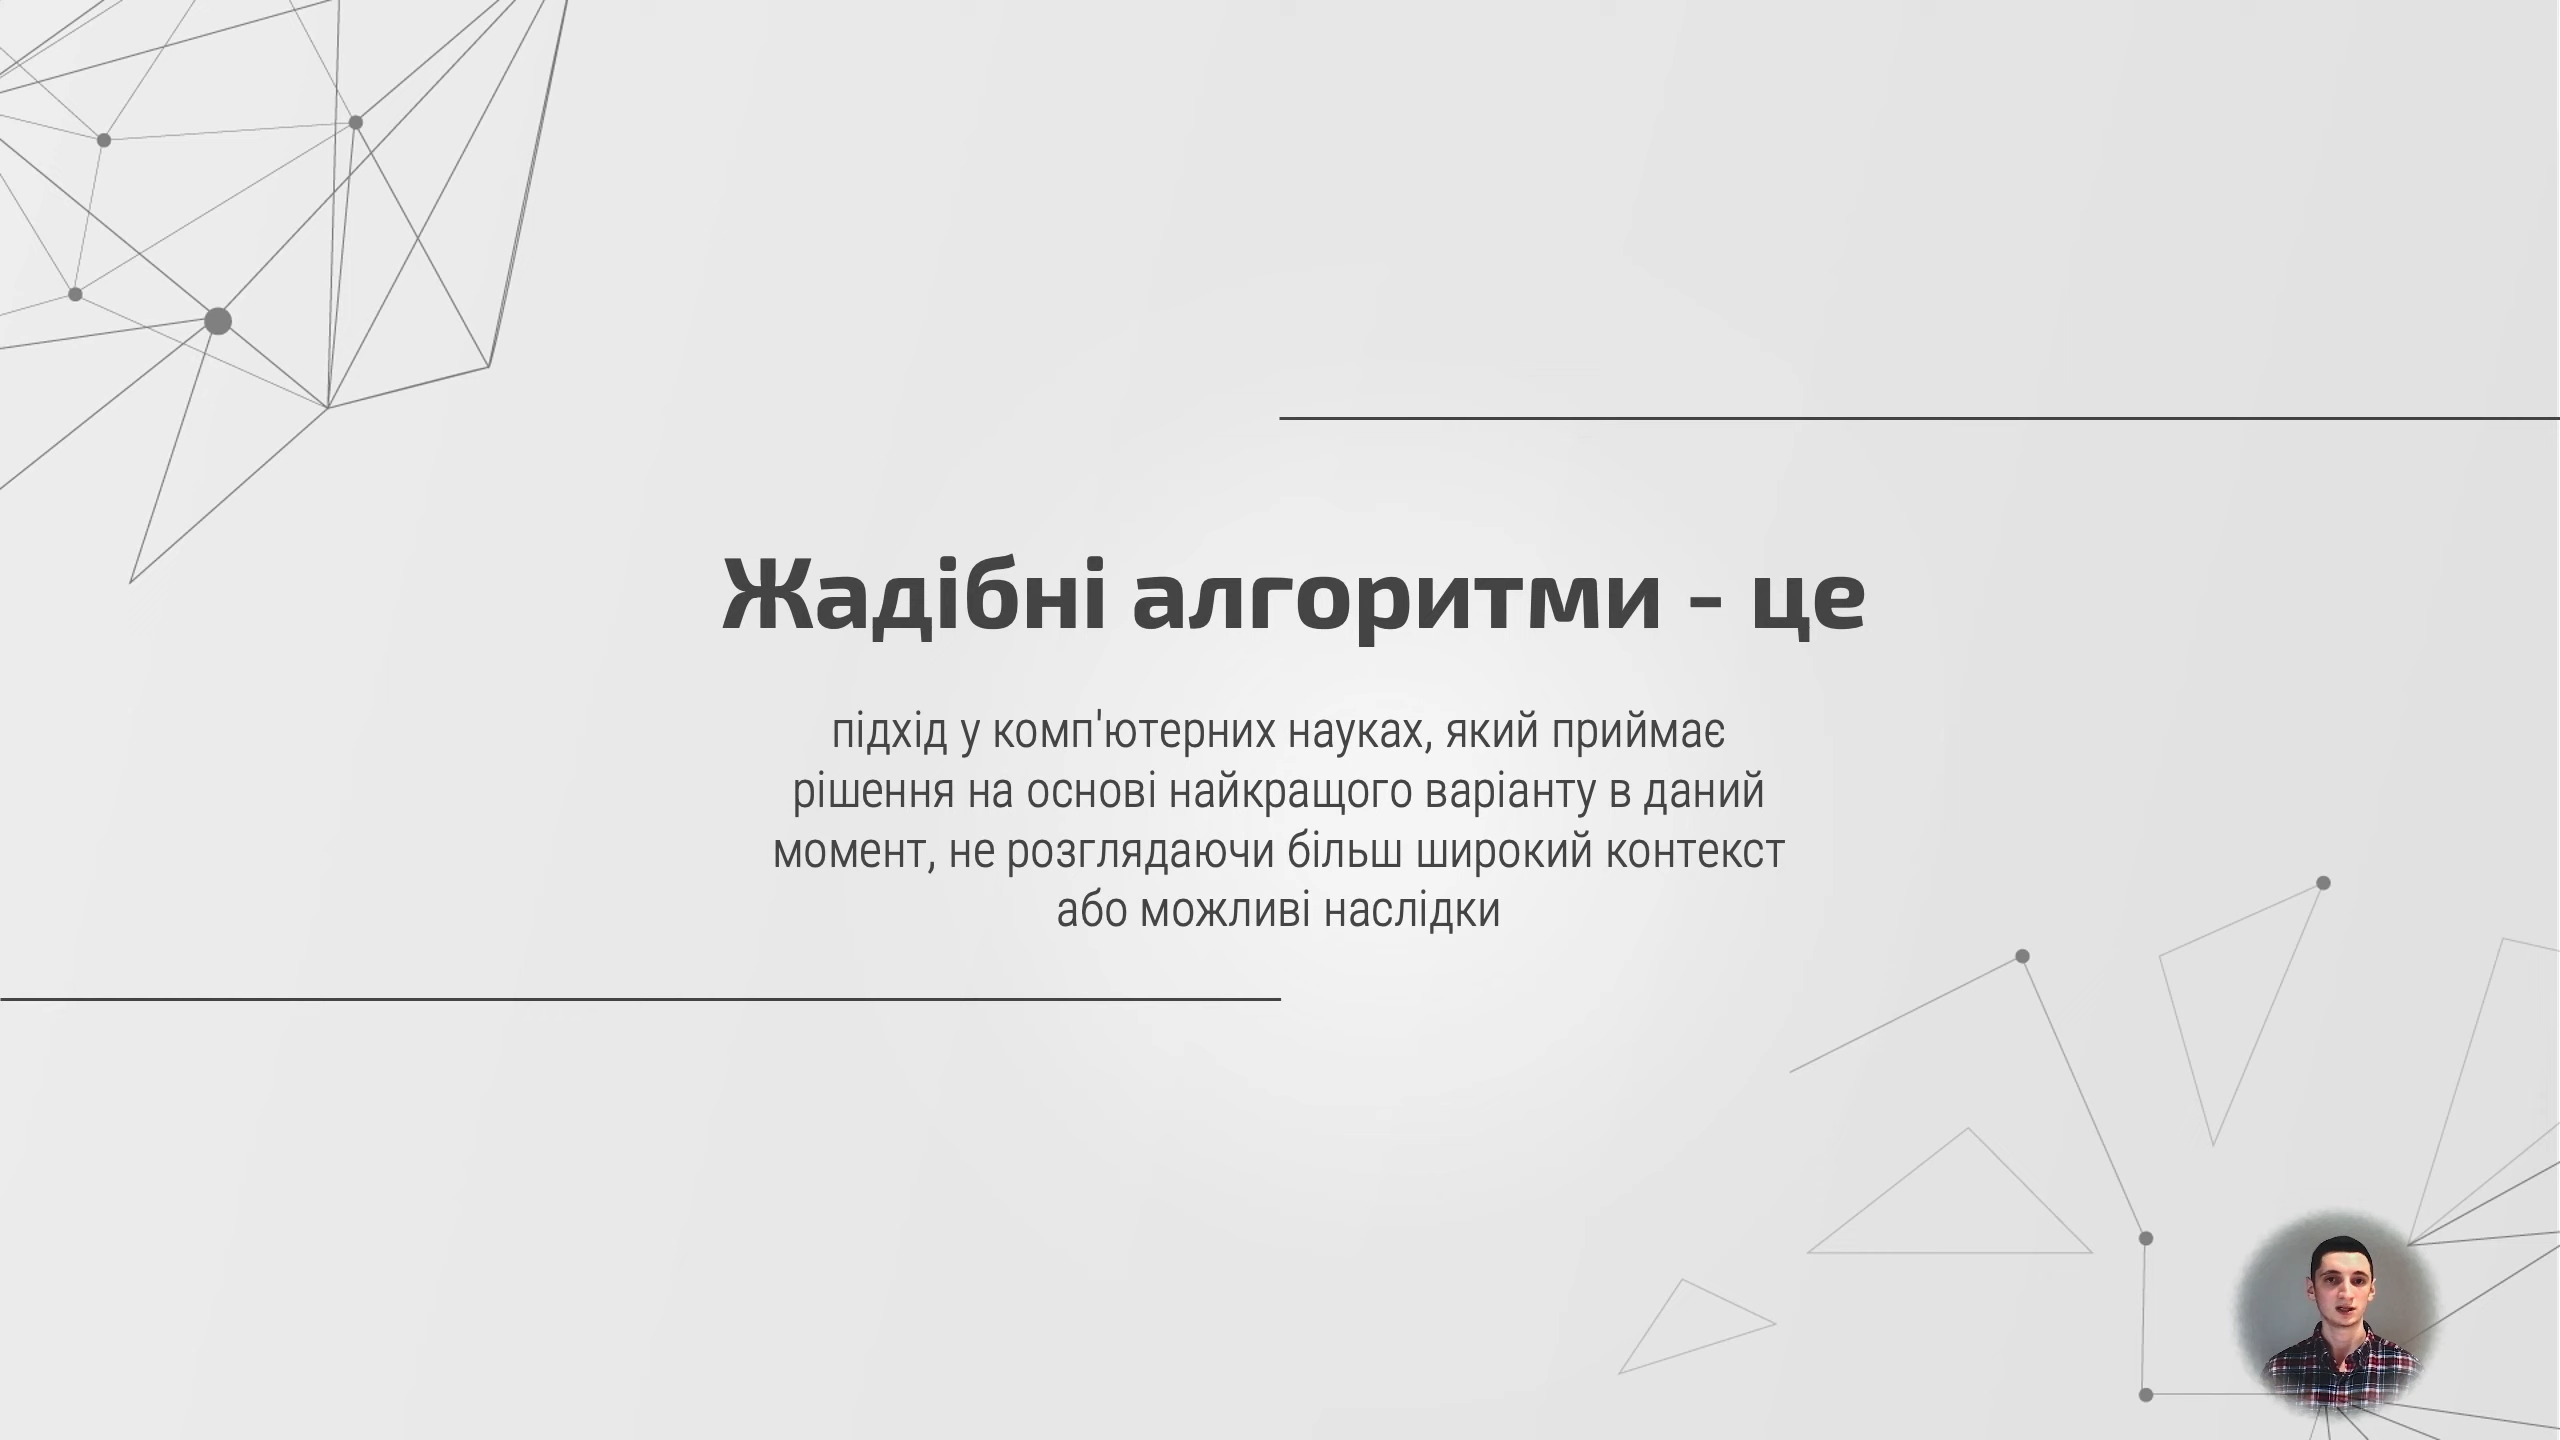 Жадібні алгоритми - це
підхід у комп'ютерних науках, який приймає
рішення на основі найкращого варіанту в даний
момент, не розглядаючи більш широкий контекст
або можливі наслідки